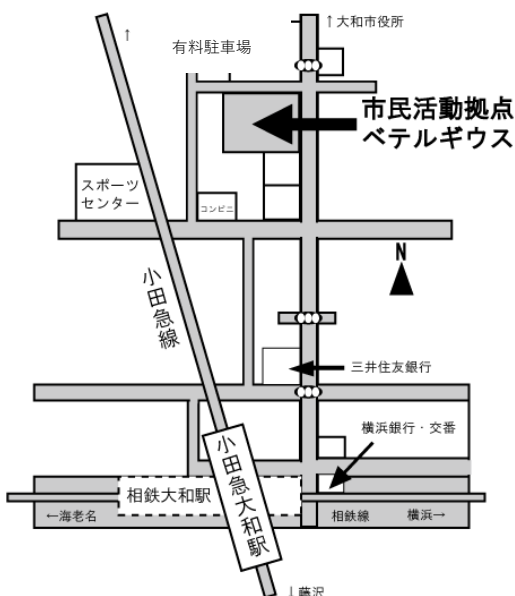 ↑大和市役所
↑
有料駐車場
市民活動拠点
ベテルギウス
スポーツ
センター
コンビニ
N
小田急線
三井住友銀行
横浜銀行・交番
小田急大和駅
相鉄大和駅
←海老名
相鉄線
横浜→
↓藤沢